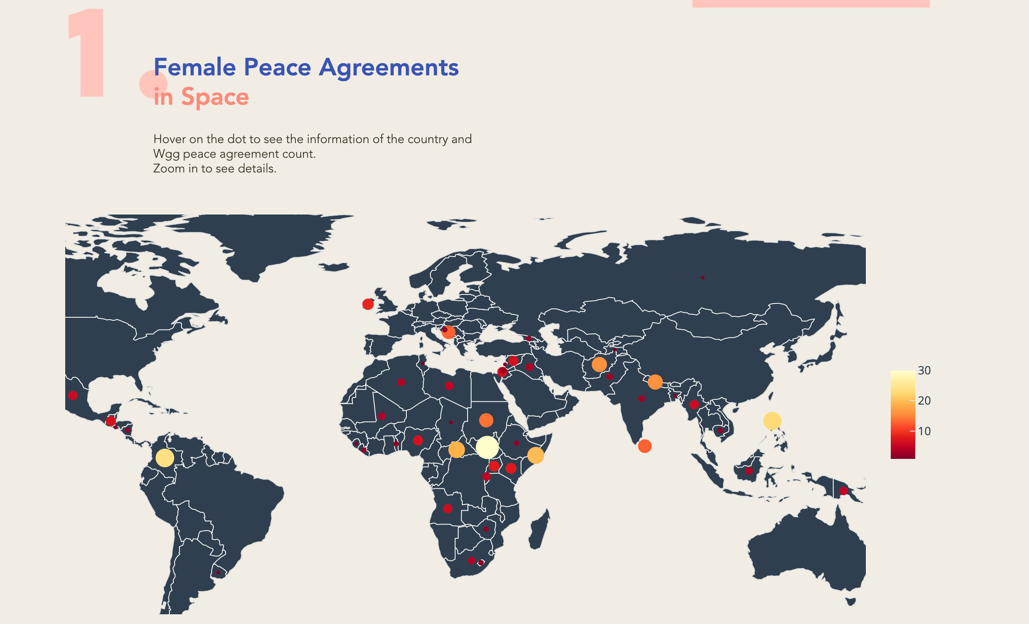 1.
Female Peace Agreements
in Space
Hover on the dot to see the information of the country and
Wgg peace agreement count.
Zoom in to see details.
30
20
10